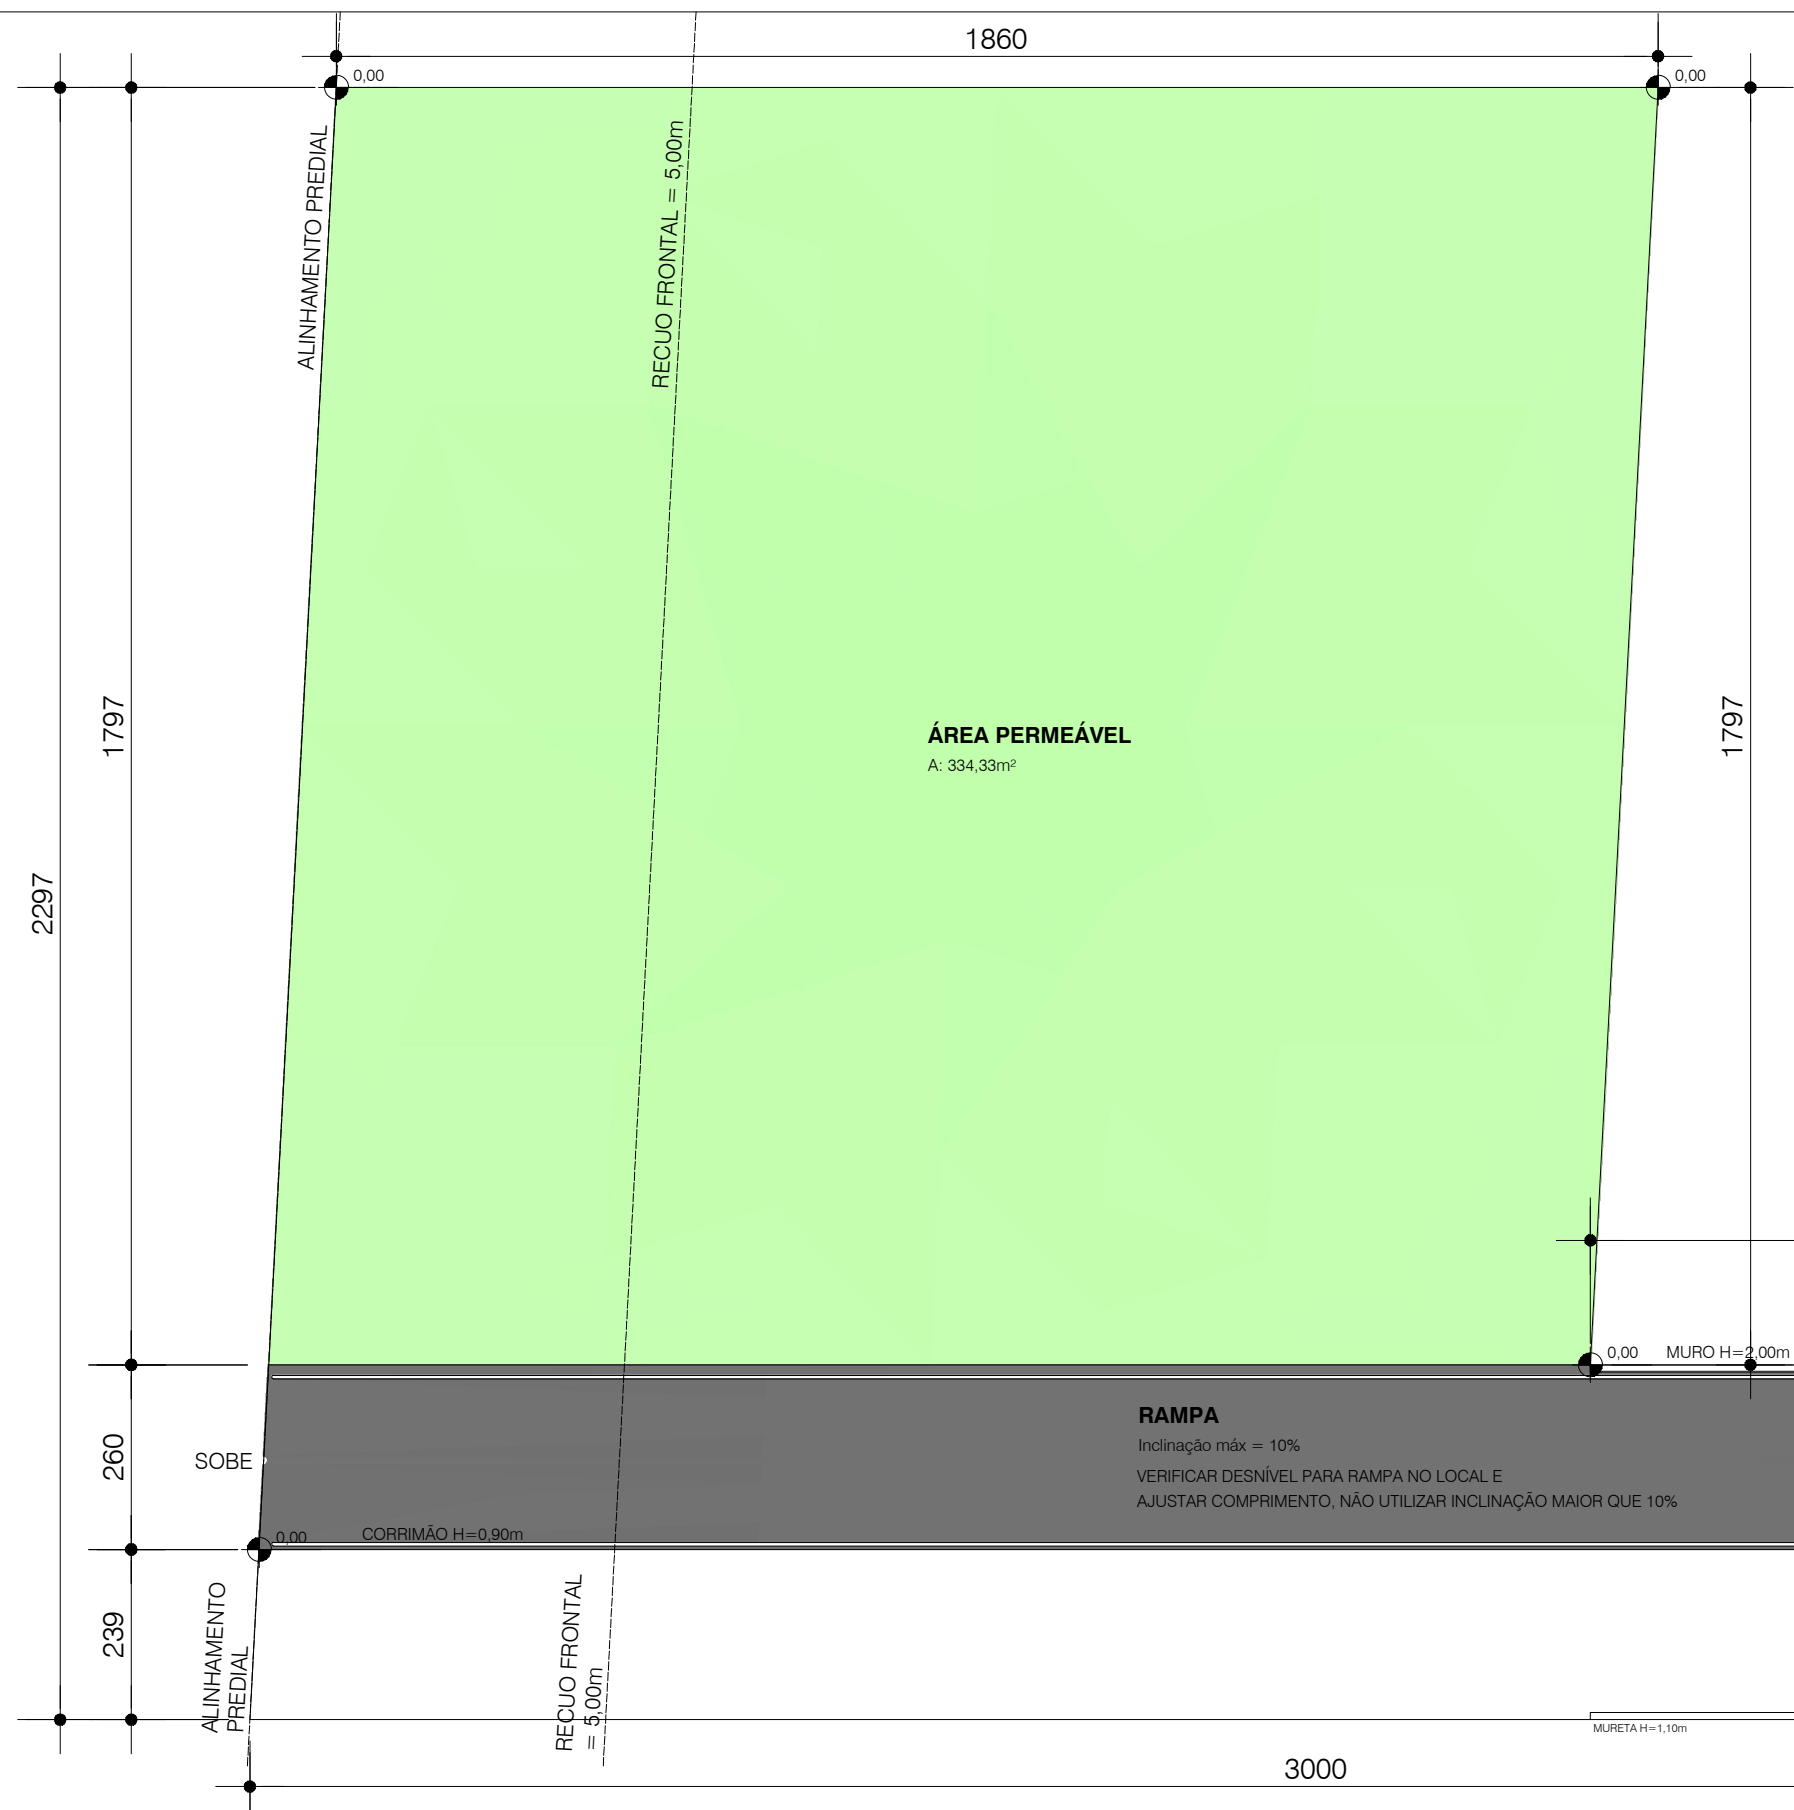 1860
0,00
0,00
ALINHAMENTO PREDIAL
RECUO FRONTAL = 5,00m
1797
1797
ÁREA PERMEÁVEL
A: 334,33m²
2297
0,00
MURO H=2,00m
RAMPA
Inclinação máx = 10%
VERIFICAR DESNÍVEL PARA RAMPA NO LOCAL E
AJUSTAR COMPRIMENTO, NÃO UTILIZAR INCLINAÇÃO MAIOR QUE 10%
260
SOBE
0,00
CORRIMÃO H=0,90m
239
ALINHAMENTO
PREDIAL
RECUO FRONTAL
= 5,00m
MURETA H=1,10m
3000